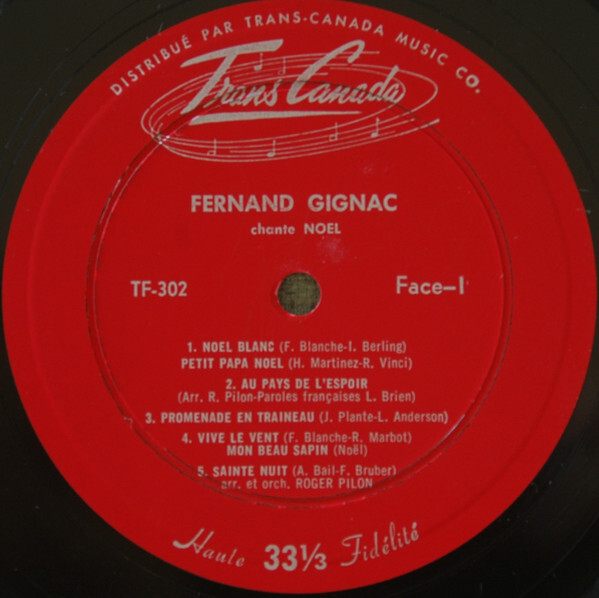 DISTRIBUÉ PAR TRANS-CANADA MUSIC CO.
Trans Canada
FERNAND GIGNAC
chante NOEL
TF-302
Face-1
1. NOEL BLANC (F. Blanche-I. Berling)
PETIT PAPA NOEL (H. Martinez-R. Vinci)
2. AU PAYS DE L'ESPOIR
(Arr. R. Pilon-Paroles françaises L. Brien)
3. PROMENADE EN TRAINEAU (J. Plante-L. Anderson)
4. VIVE LE VENT (F. Blanche-R. Marbot)
MON BEAU SAPIN (Noël)
5. SAINTE NUIT (A. Bail-F. Bruber)
arr. et orch. ROGER PILON
Haute 33⅓ Fidélité